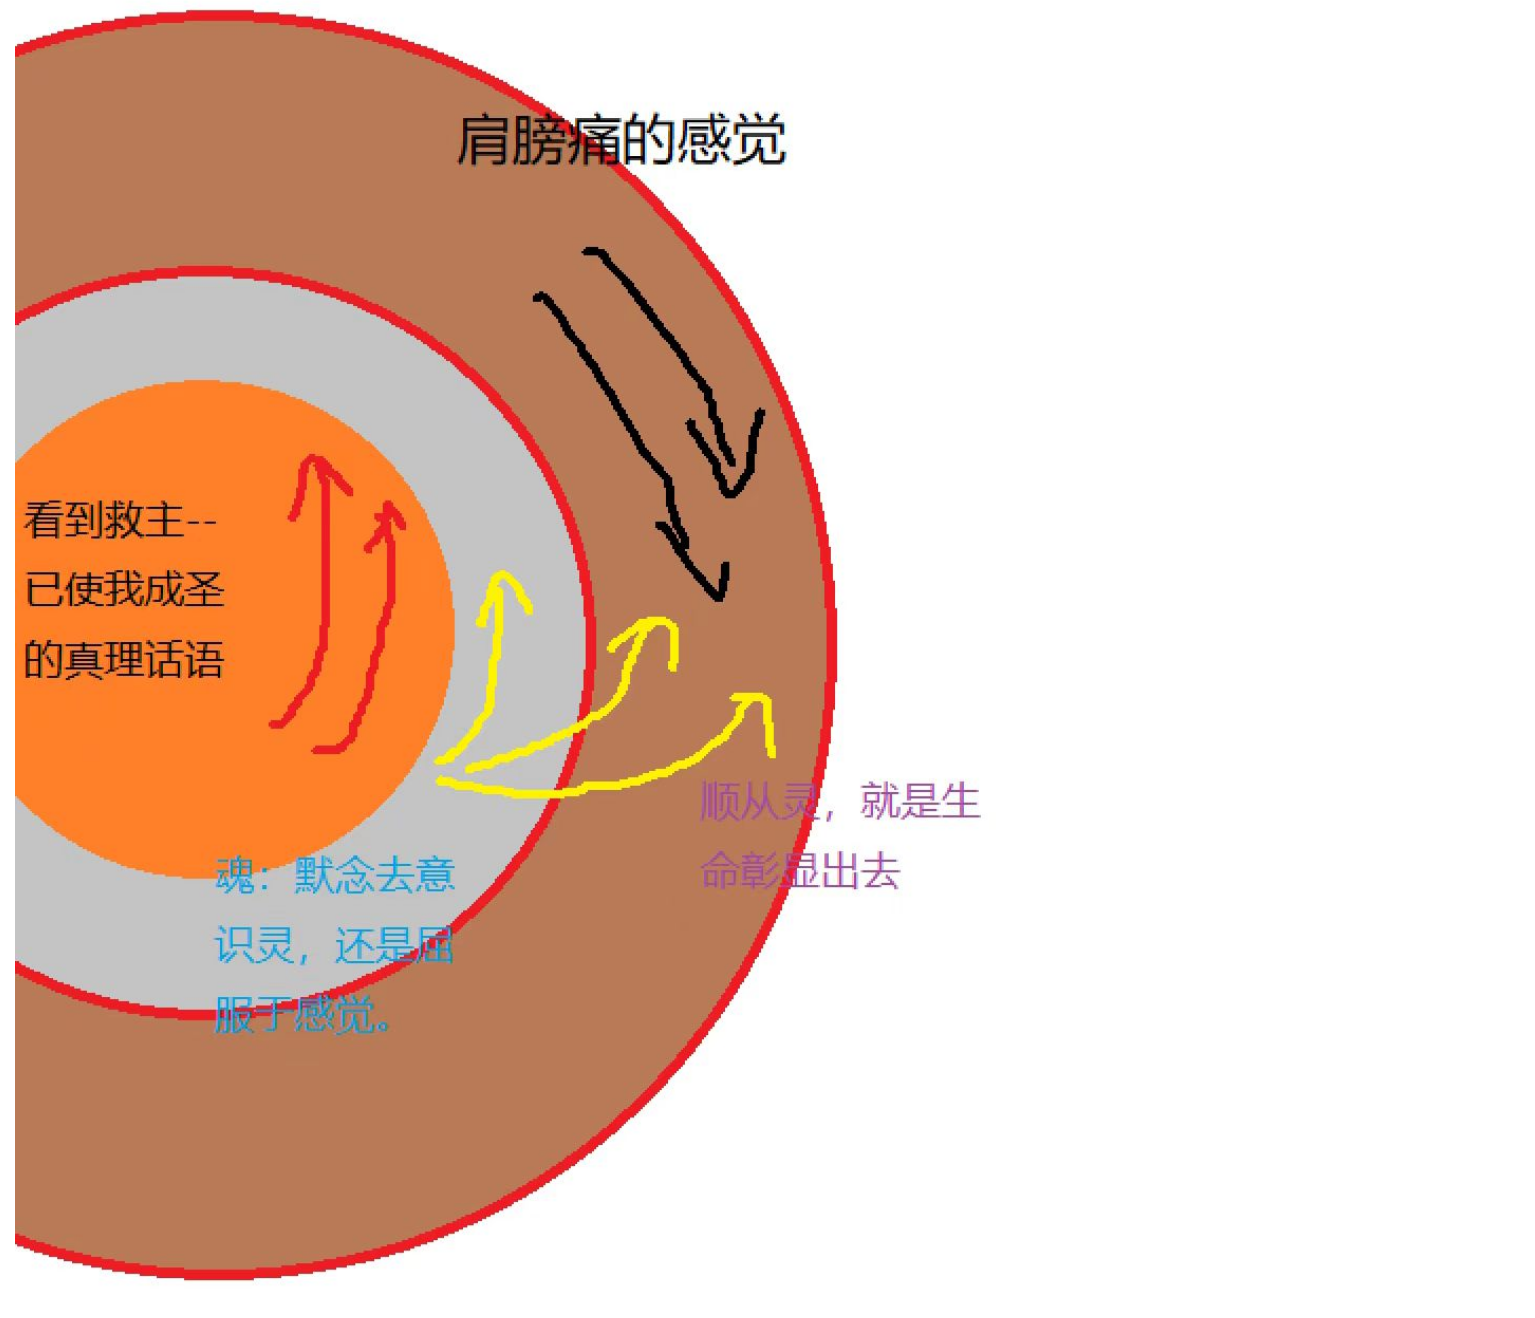 肩膀痛的感觉
看到救主--
已使我成圣
的真理话语
顺从灵，就是生
命彰显出去
魂：默念去意
识灵，还是屈
服于感觉。